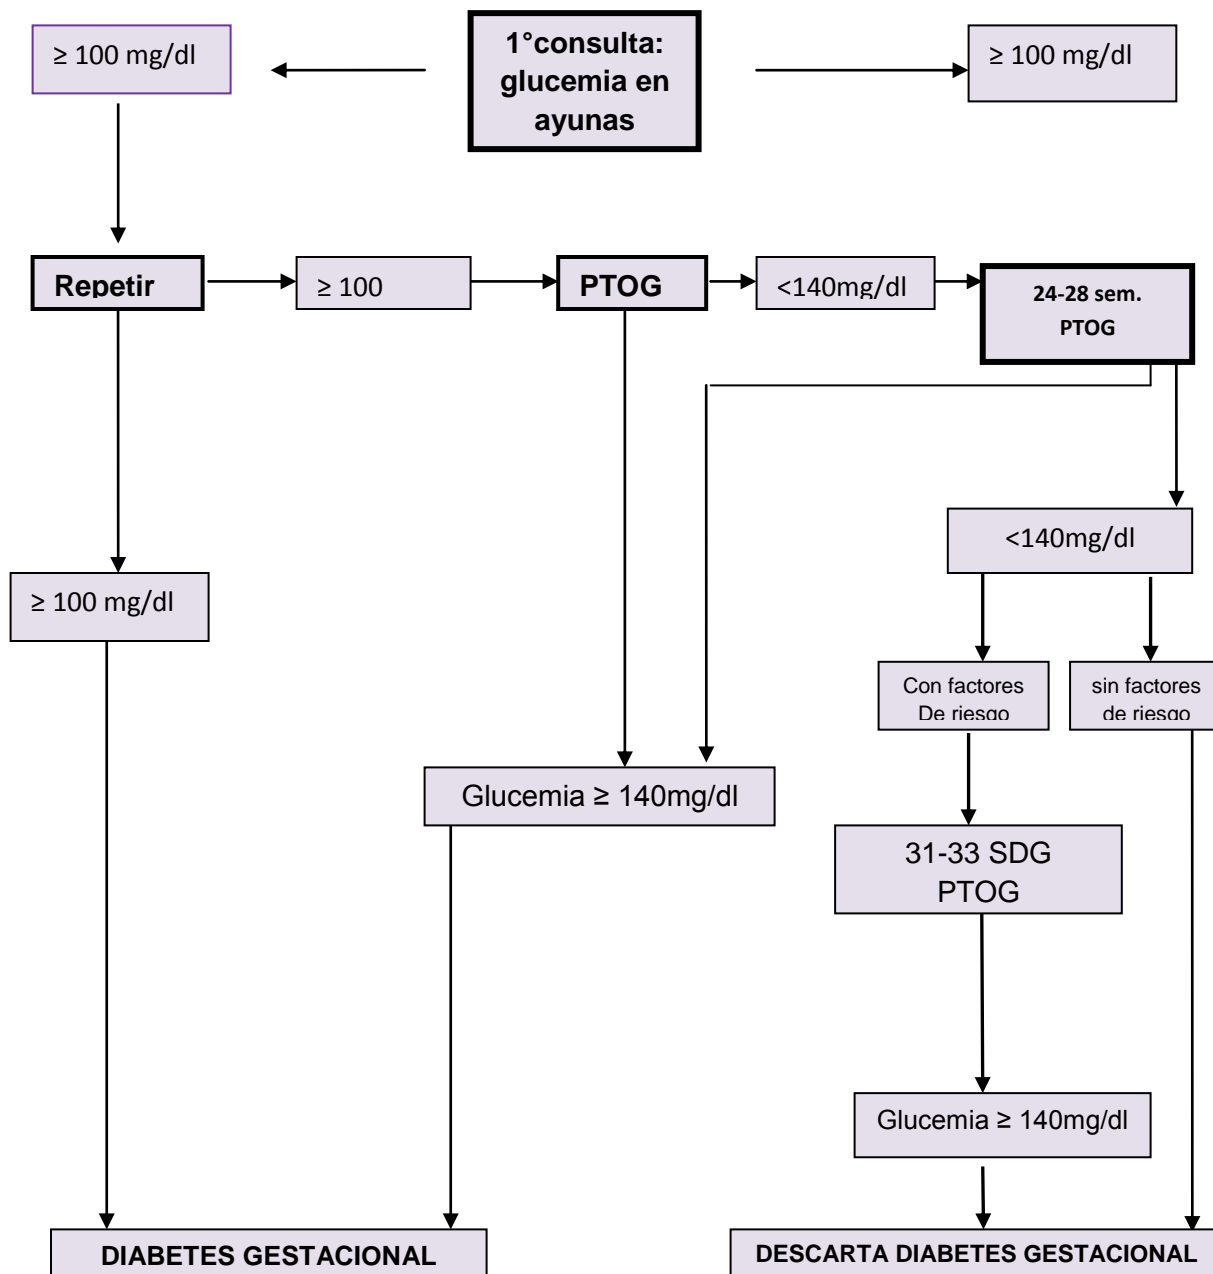 ≥ 100 mg/dl
1°consulta:
glucemia en
ayunas
≥ 100 mg/dl
Repetir
≥ 100
PTOG
<140mg/dl
24-28 sem.
PTOG
<140mg/dl
≥ 100 mg/dl
Con factores
De riesgo
sin factores
de riesgo
Glucemia ≥ 140mg/dl
31-33 SDG
PTOG
Glucemia ≥ 140mg/dl
DIABETES GESTACIONAL
DESCARTA DIABETES GESTACIONAL